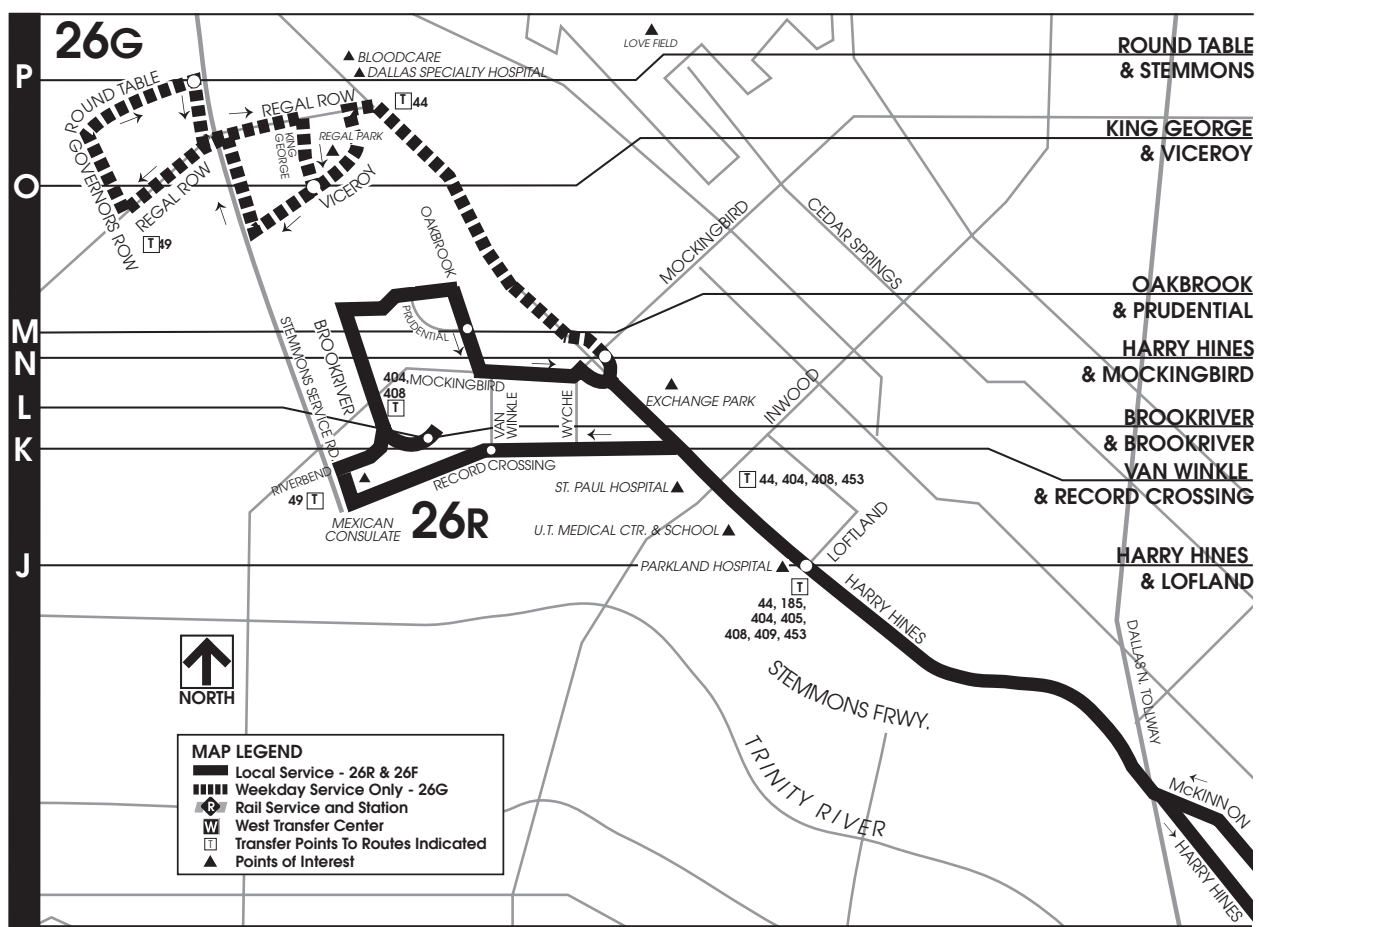 26G
P
O
M
N
L
K
J
LOVE FIELD
BLOODCARE
DALLAS SPECIALTY HOSPITAL
ROUND TABLE
& STEMMONS
ROUND TABLE
REGAL ROW
T 44
KING
GEORGE
REGAL PARK
KING GEORGE
& VICEROY
GOVERNORS ROW
REGAL ROW
VICEROY
T 49
OAKBROOK
MOCKINGBIRD
CEDAR SPRINGS
OAKBROOK
& PRUDENTIAL
PRUDENTIAL
STEMMONS SERVICE RD.
BROOKRIVER
HARRY HINES
& MOCKINGBIRD
404,
408
T
MOCKINGBIRD
VAN
WINKLE
WYCHE
EXCHANGE PARK
INWOOD
BROOKRIVER
& BROOKRIVER
VAN WINKLE
& RECORD CROSSING
RIVERBEND
RECORD CROSSING
49 T
MEXICAN
CONSULATE
26R
ST. PAUL HOSPITAL
T 44, 404, 408, 453
U.T. MEDICAL CTR. & SCHOOL
LOFTLAND
PARKLAND HOSPITAL
HARRY HINES
& LOFLAND
T
44, 185,
404, 405,
408, 409, 453
HARRY HINES
DALLAS N. TOLLWAY
NORTH
STEMMONS FRWY.
TRINITY RIVER
McKINNON
HARRY HINES
MAP LEGEND
Local Service - 26R & 26F
Weekday Service Only - 26G
R Rail Service and Station
W West Transfer Center
T Transfer Points To Routes Indicated
Points of Interest